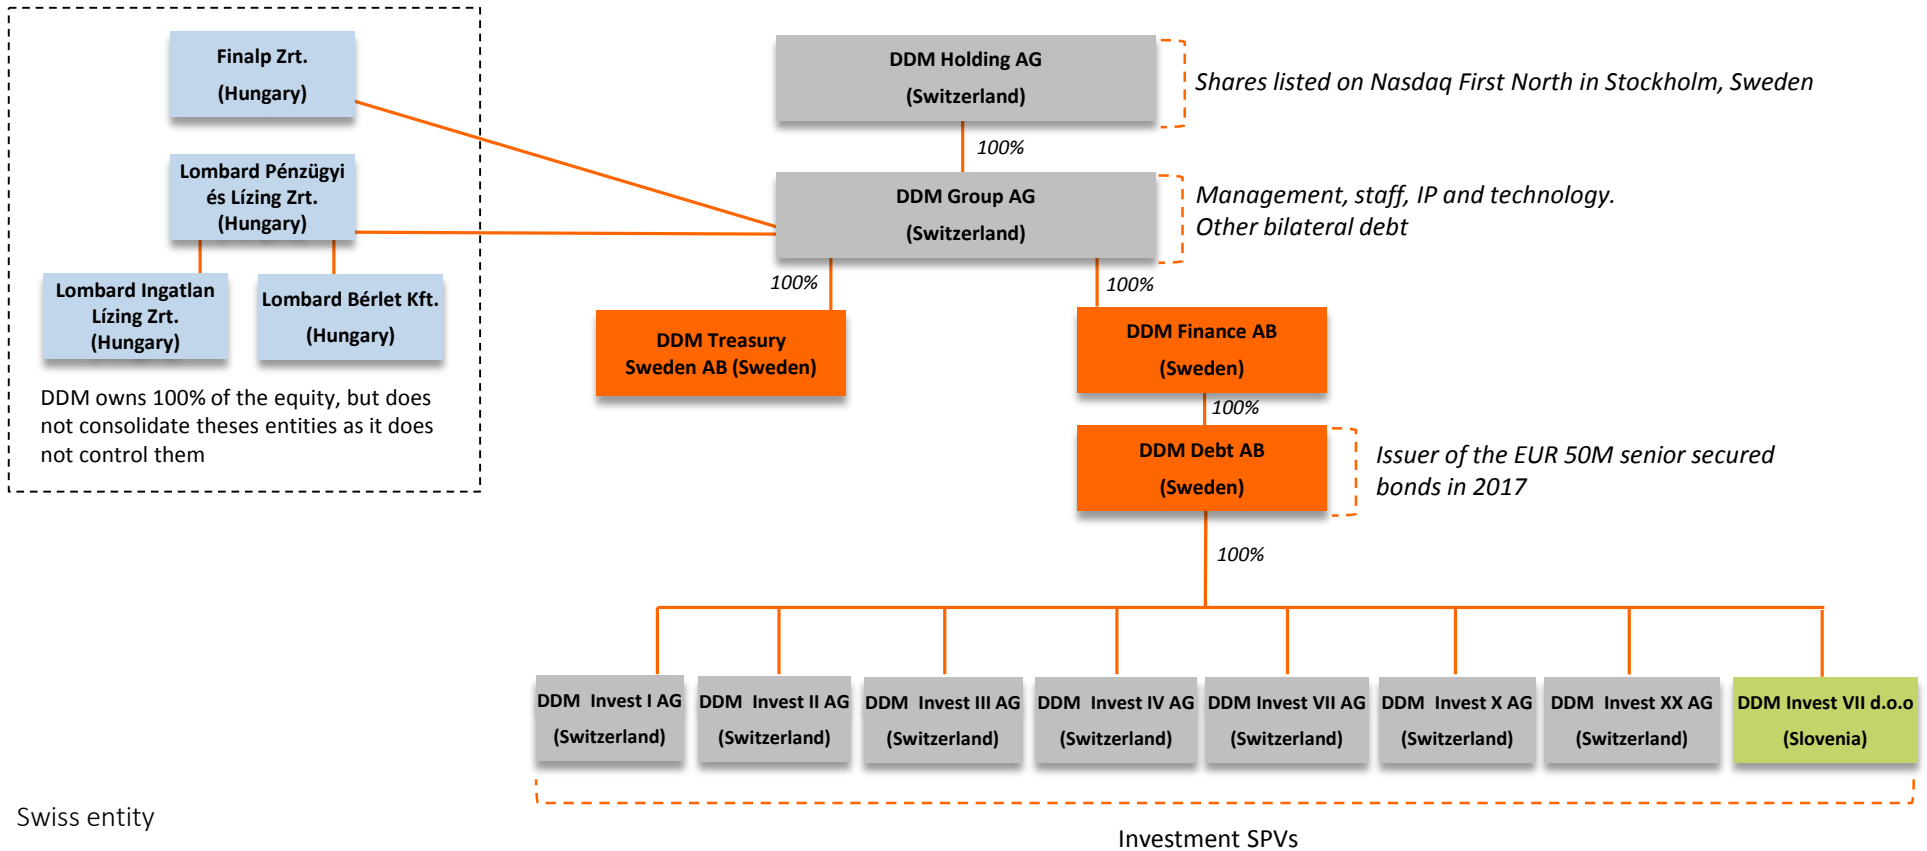 Finalp Zrt.
(Hungary)
Lombard Pénzügyi
és Lízing Zrt.
(Hungary)
Lombard Ingatlan
Lízing Zrt.
(Hungary)
Lombard Bérlet Kft.
(Hungary)
DDM owns 100% of the equity, but does
not consolidate theses entities as it does
not control them
DDM Holding AG
(Switzerland)
Shares listed on Nasdaq First North in Stockholm, Sweden
100%
DDM Group AG
(Switzerland)
Management, staff, IP and technology.
Other bilateral debt
100%
100%
DDM Treasury
Sweden AB (Sweden)
DDM Finance AB
(Sweden)
100%
DDM Debt AB
(Sweden)
Issuer of the EUR 50M senior secured
bonds in 2017
100%
DDM  Invest I AG
(Switzerland)
DDM  Invest II AG
(Switzerland)
DDM  Invest III AG
(Switzerland)
DDM  Invest IV AG
(Switzerland)
DDM Invest VII AG
(Switzerland)
DDM  Invest X AG
(Switzerland)
DDM  Invest XX AG
(Switzerland)
DDM Invest VII d.o.o
(Slovenia)
Swiss entity
Investment SPVs